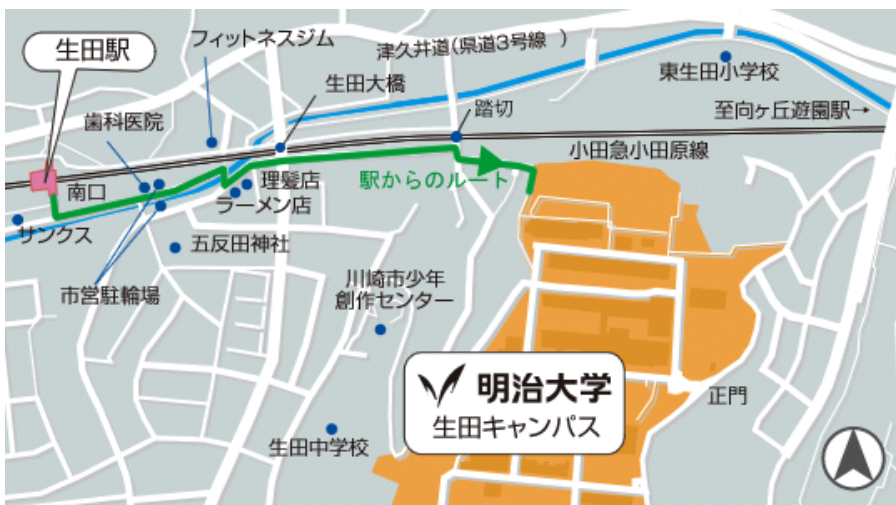 生田駅
フィットネスジム
津久井道(県道3号線 )
生田大橋
東生田小学校
歯科医院
踏切
至向ヶ丘遊園駅→
小田急小田原線
南口
理髪店
駅からのルート
ラーメン店
サンクス
五反田神社
市営駐輪場
川崎市少年
創作センター
明治大学
生田キャンパス
正門
生田中学校